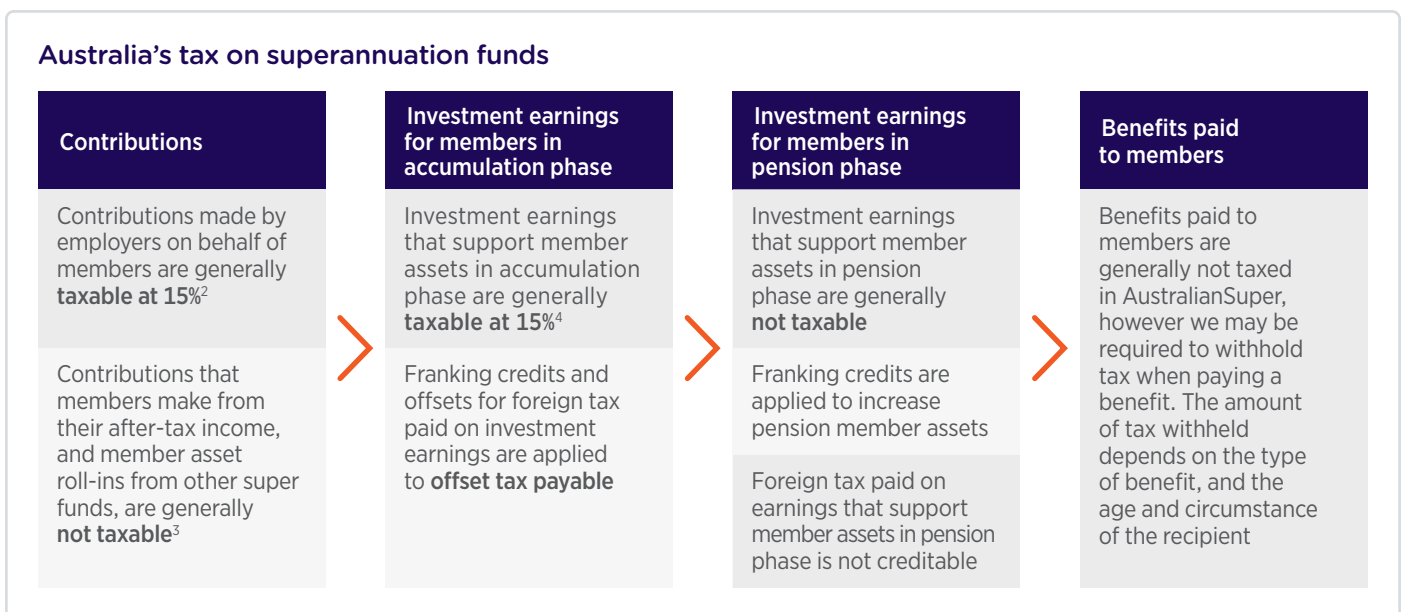 Australia's tax on superannuation funds
Contributions
Contributions made by
employers on behalf of
members are generally
taxable at 15%²
Contributions that
members make from
their after-tax income,
and member asset
roll-ins from other super
funds, are generally
not taxable³
Investment earnings
for members in
accumulation phase
Investment earnings
that support member
assets in accumulation
phase are generally
taxable at 15%⁴
Franking credits and
offsets for foreign tax
paid on investment
earnings are applied
to offset tax payable
Investment earnings
for members in
pension phase
Investment earnings
that support member
assets in pension
phase are generally
not taxable
Franking credits are
applied to increase
pension member assets
Foreign tax paid on
earnings that support
member assets in pension
phase is not creditable
Benefits paid
to members
Benefits paid to
members are
generally not taxed
in AustralianSuper,
however we may be
required to withhold
tax when paying a
benefit. The amount
of tax withheld
depends on the type
of benefit, and the
age and circumstance
of the recipient